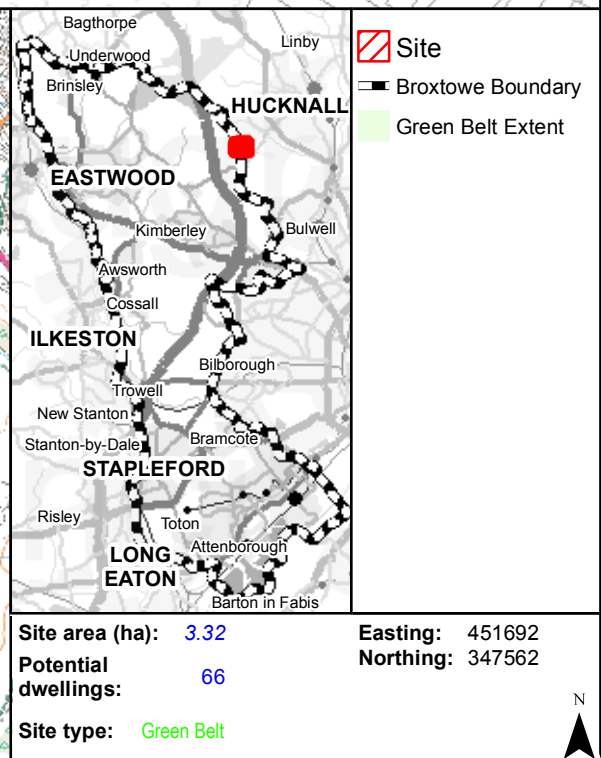 Bagthorpe
Linby
Underwood
Brinsley
HUCKNALL
EASTWOOD
Kimberley
Bulwell
Awsworth
Cossall
ILKESTON
Bilborough
Trowell
New Stanton
Bramcote
Stanton-by-Dale
STAPLEFORD
Risley
Toton
Attenborough
LONG
EATON
Barton in Fabis
Site
Broxtowe Boundary
Green Belt Extent
Site area (ha): 3.32
Potential
dwellings: 66
Site type: Green Belt
Easting: 451692
Northing: 347562
N